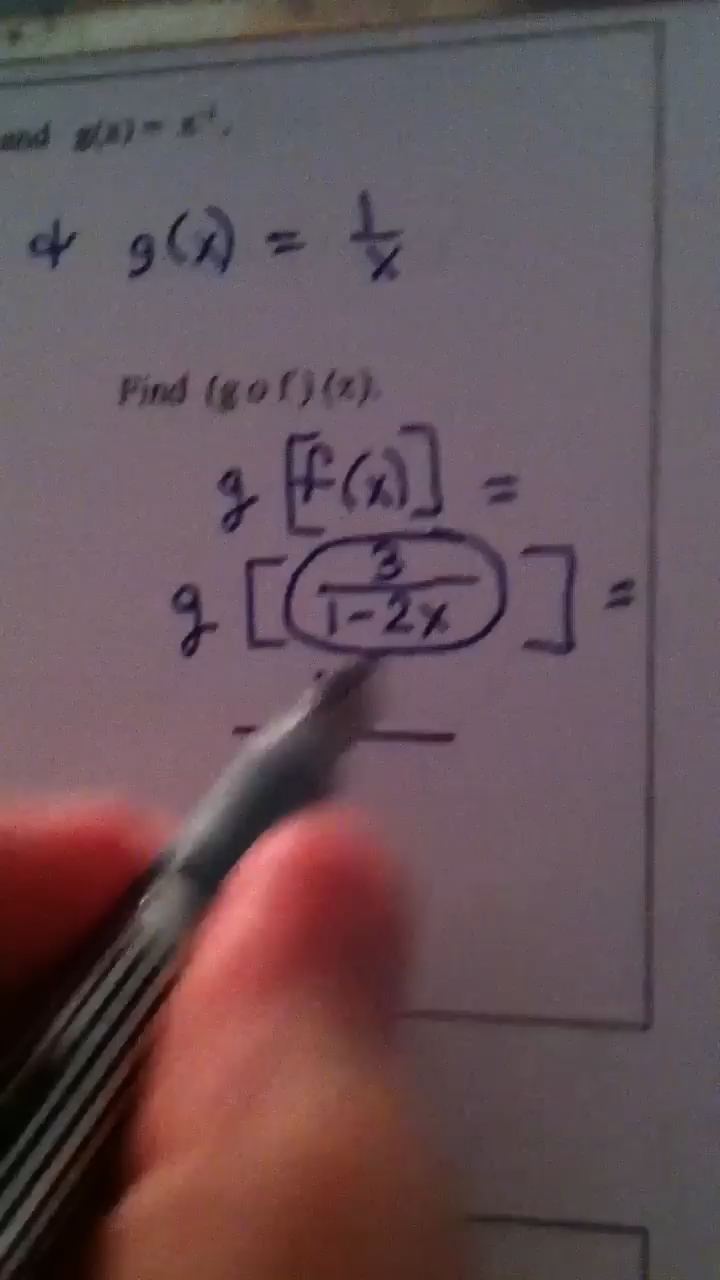 and g(x) = x⁻¹.
& g(x) = 1/x
Find (g o f)(x).
g [f(x)] =
g [ 3/(1-2x) ] =